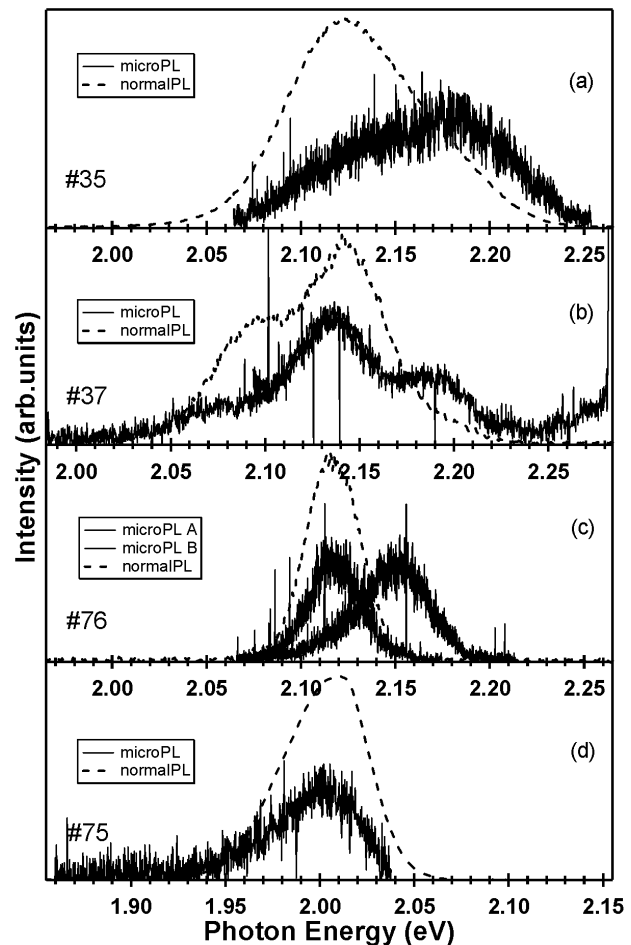 microPL
normalPL
(a)
#35
2.00 2.05 2.10 2.15 2.20 2.25
microPL
normalPL
(b)
#37
2.00 2.05 2.10 2.15 2.20 2.25
Intensity (arb.units)
microPL A
microPL B
normalPL
(c)
#76
2.00 2.05 2.10 2.15 2.20 2.25
microPL
normalPL
(d)
#75
1.90 1.95 2.00 2.05 2.10 2.15
Photon Energy (eV)